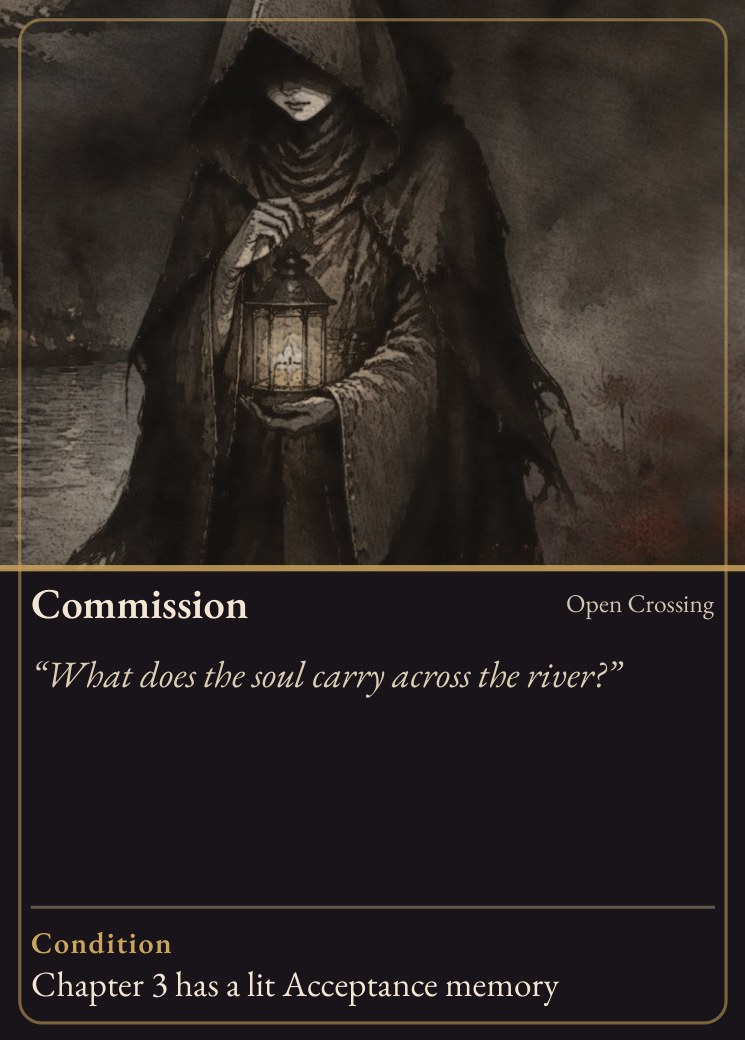 Commission
Open Crossing
“What does the soul carry across the river?”
Condition
Chapter 3 has a lit Acceptance memory